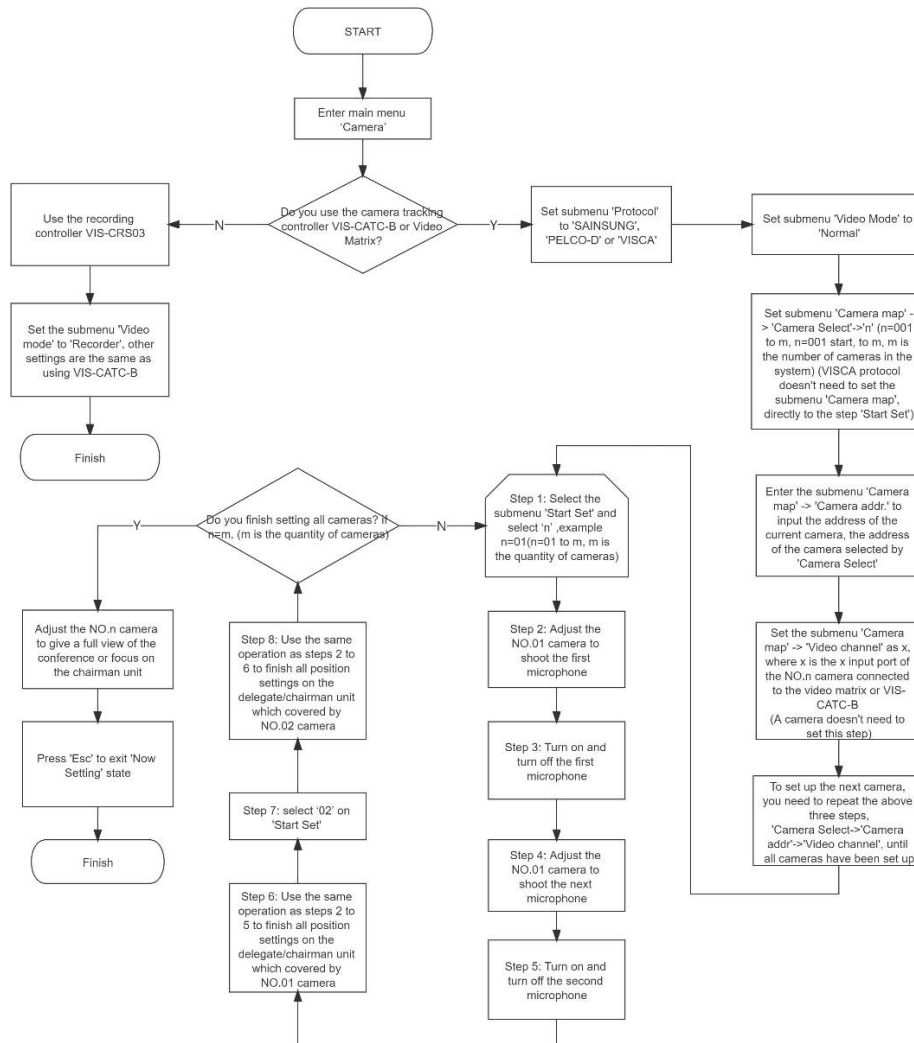 START
Enter main menu
‘Camera’
Do you use the camera tracking
controller VIS-CATC-B or Video
Matrix?
N
Y
Use the recording
controller VIS-CRS03
Set the submenu 'Video
mode' to 'Recorder', other
settings are the same as
using VIS-CATC-B
Finish
Set submenu 'Protocol'
to 'SAINSUNG',
'PELCO-D' or 'VISCA'
Set submenu 'Video Mode' to
'Normal'
Set submenu 'Camera map' -
> 'Camera Select'->'n' (n=001
to m, n=001 start, to m, m is
the number of cameras in the
system) (VISCA protocol
doesn't need to set the
submenu 'Camera map',
directly to the step 'Start Set')
Enter the submenu 'Camera
map' -> 'Camera addr.' to
input the address of the
current camera, the address
of the camera selected by
'Camera Select'
Set the submenu 'Camera
map' -> 'Video channel' as x,
where x is the x input port of
the NO.n camera connected
to the video matrix or VIS-
CATC-B
(A camera doesn't need to
set this step)
To set up the next camera,
you need to repeat the above
three steps,
'Camera Select->'Camera
addr'->'Video channel', until
all cameras have been set up
Step 1: Select the
submenu 'Start Set' and
select ‘n’ ,example
n=01(n=01 to m, m is
the quantity of cameras)
Step 2: Adjust the
NO.01 camera to
shoot the first
microphone
Step 3: Turn on and
turn off the first
microphone
Step 4: Adjust the
NO.01 camera to
shoot the next
microphone
Step 5: Turn on and
turn off the second
microphone
Step 6: Use the same
operation as steps 2 to
5 to finish all position
settings on the
delegate/chairman unit
which covered by
NO.01 camera
Step 7: select ‘02’ on
'Start Set'
Step 8: Use the same
operation as steps 2 to
6 to finish all position
settings on the
delegate/chairman unit
which covered by
NO.02 camera
Do you finish setting all cameras? if
n=m, (m is the quantity of cameras)
Y
N
Adjust the NO.n camera
to give a full view of the
conference or focus on
the chairman unit
Press 'Esc' to exit 'Now
Setting' state
Finish